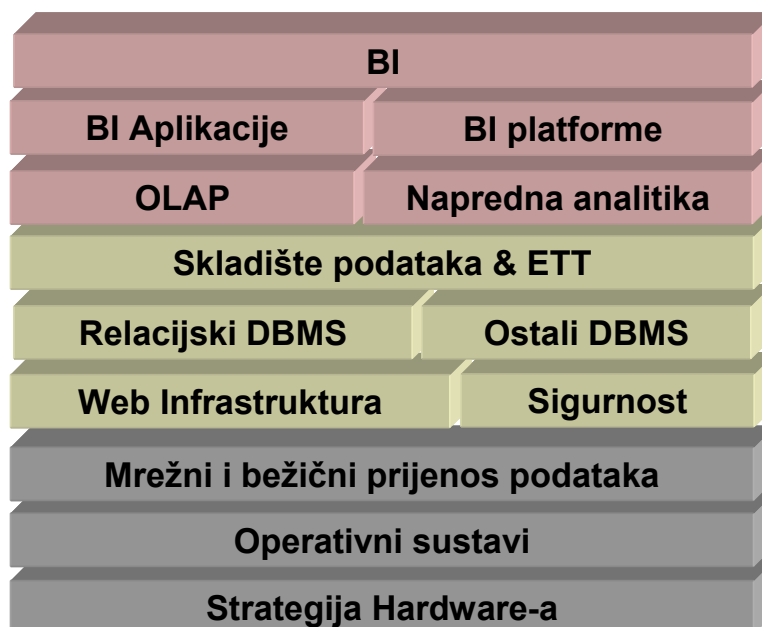 BI
BI Aplikacije
BI platforme
OLAP
Napredna analitika
Skladište podataka & ETT
Relacijski DBMS
Ostali DBMS
Web Infrastruktura
Sigurnost
Mrežni i bežični prijenos podataka
Operativni sustavi
Strategija Hardware-a